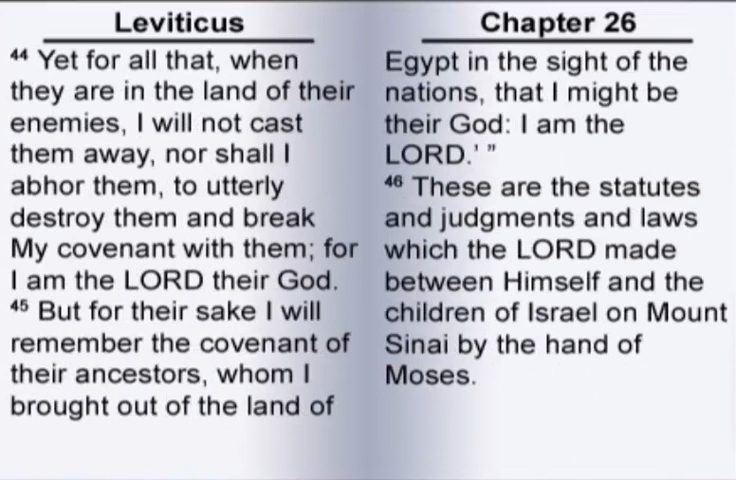 Leviticus
⁴⁴ Yet for all that, when
they are in the land of their
enemies, I will not cast
them away, nor shall I
abhor them, to utterly
destroy them and break
My covenant with them; for
I am the LORD their God.
⁴⁵ But for their sake I will
remember the covenant of
their ancestors, whom I
brought out of the land of
Chapter 26
Egypt in the sight of the
nations, that I might be
their God: I am the
LORD.' ”
⁴⁶ These are the statutes
and judgments and laws
which the LORD made
between Himself and the
children of Israel on Mount
Sinai by the hand of
Moses.